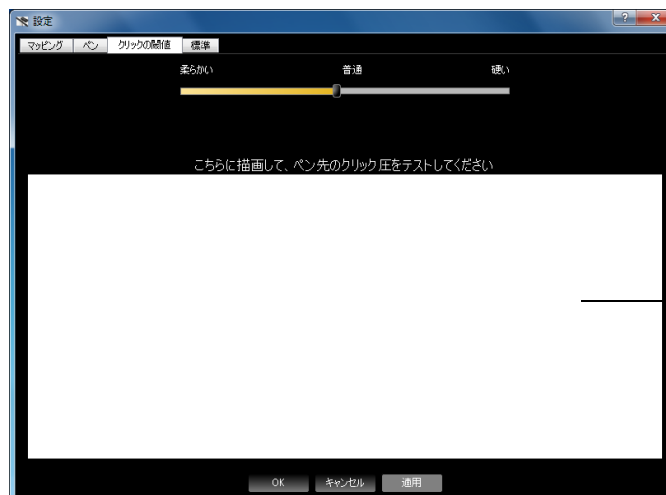 設定
マッピング ペン クリックの閾値 標準
柔らかい 普通 硬い
こちらに描画して、ペン先のクリック圧をテストしてください
OK キャンセル 適用